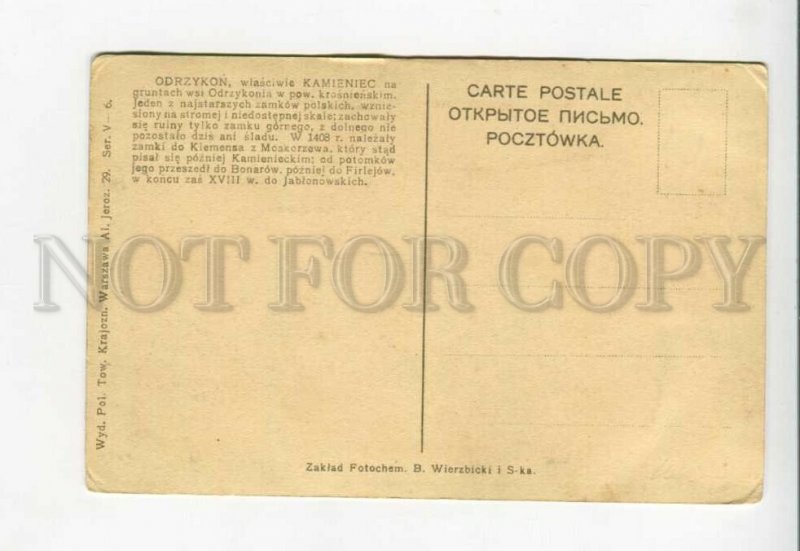 ODRZYKOŃ, właściwie KAMIENIEC na
gruntach wsi Odrzykonia w pow. krośnieńskim.
Jeden z najstarszych zamków polskich, wznie-
siony na stromej i niedostępnej skale; zachowały
się ruiny tylko zamku górnego, z dolnego nie
pozostało dziś ani śladu. W 1408 r. należały
zamki do Klemensa z Moskorzewa, który stąd
pisał się później Kamienieckim; od potomków
jego przeszedł do Bonarów, później do Firlejów,
w końcu zaś XVIII w. do Jabłonowskich.
CARTE POSTALE
ОТКРЫТОЕ ПИСЬМО.
POCZTÓWKA.
Wyd. Pol. Tow. Krajozn. Warszawa Al. Jeroz. 29. Ser. V—6.
NOT FOR COPY
Zakład Fotochem. B. Wierzbicki i S-ka.